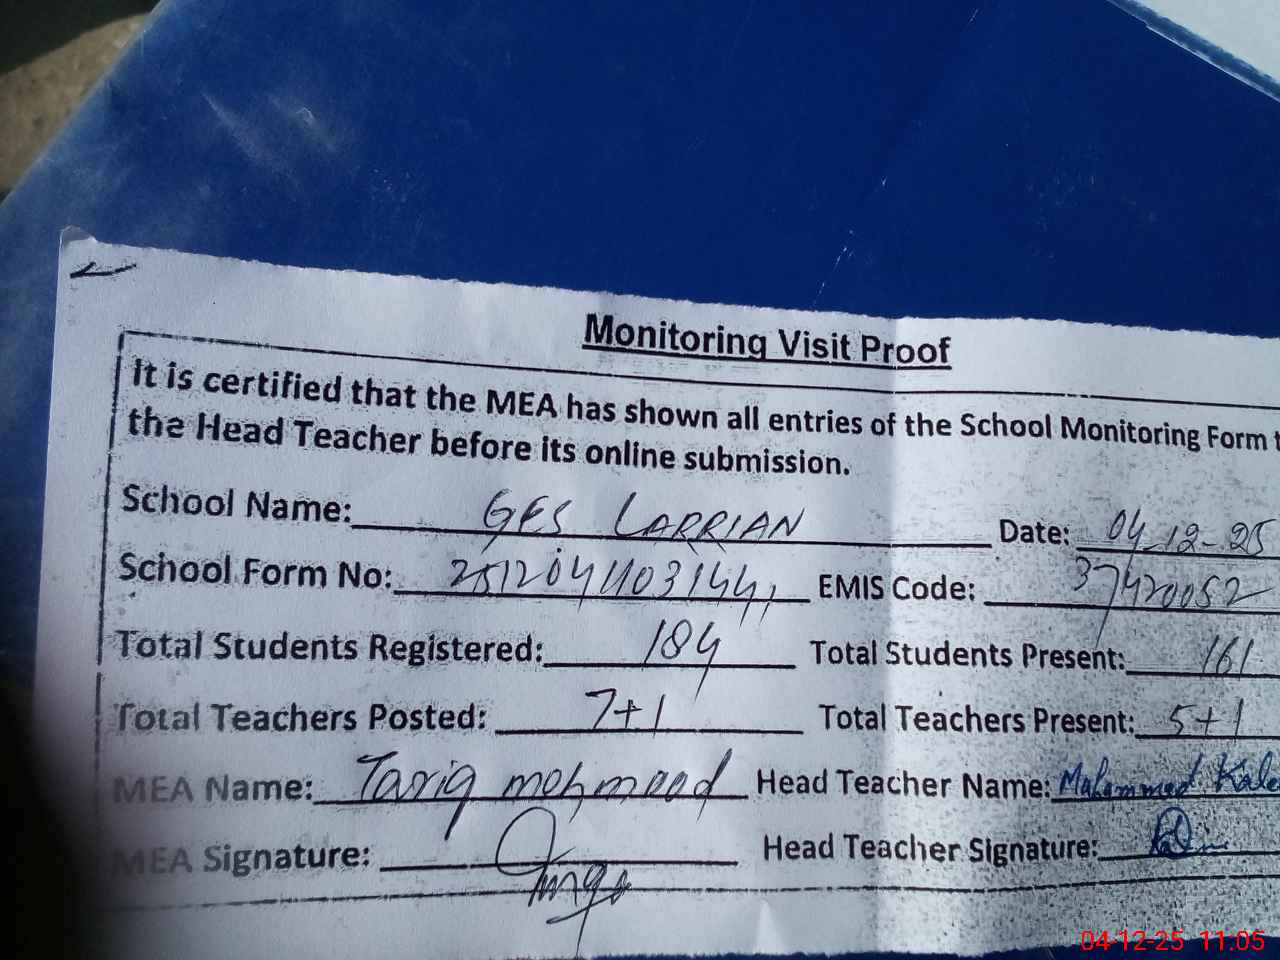 Monitoring Visit Proof
It is certified that the MEA has shown all entries of the School Monitoring Form t
the Head Teacher before its online submission.
School Name: GES LARRIAN Date: 04-12-25
School Form No: EMIS Code: 37420052
Total Students Registered: 184 Total Students Present: 161
Total Teachers Posted: 7+1 Total Teachers Present: 5+1
MEA Name: Tariq mehmood Head Teacher Name: Muhammad Kale
MEA Signature: Head Teacher Signature:
04-12-25 11:05